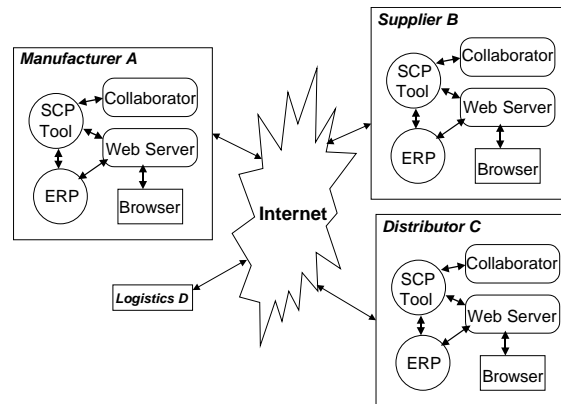 Manufacturer A
SCP
Tool
Collaborator
Web Server
ERP
Browser
Internet
Logistics D
Supplier B
SCP
Tool
Collaborator
Web Server
ERP
Browser
Distributor C
SCP
Tool
Collaborator
Web Server
ERP
Browser